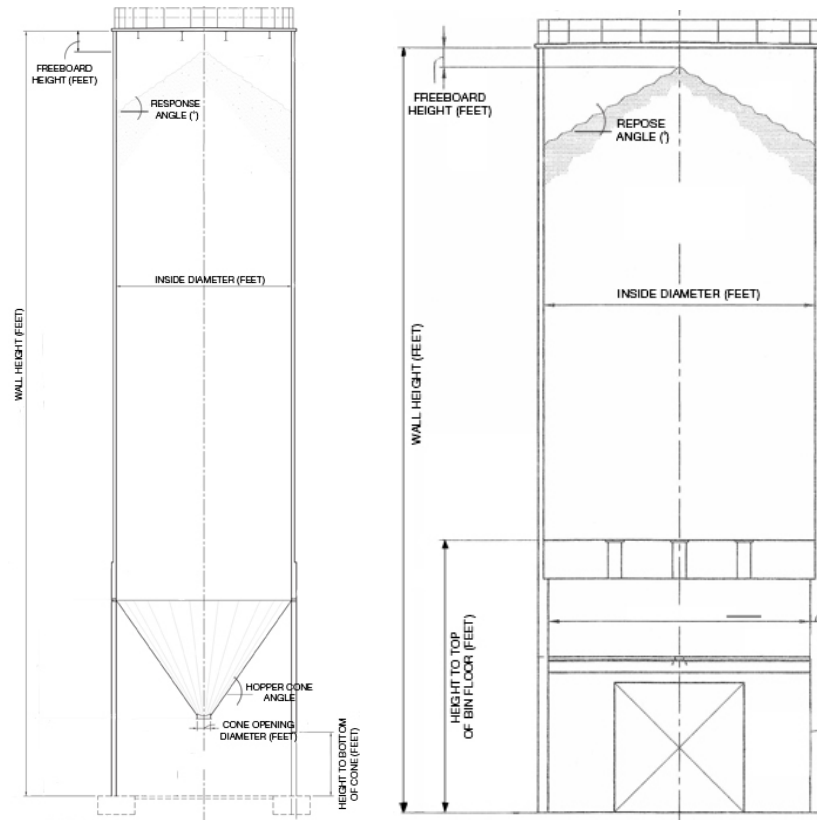 FREEBOARD
HEIGHT (FEET)
RESPONSE
ANGLE (°)
INSIDE DIAMETER (FEET)
WALL HEIGHT (FEET)
HOPPER CONE
ANGLE
CONE OPENING
DIAMETER (FEET)
HEIGHT TO BOTTOM
OF CONE (FEET)
FREEBOARD
HEIGHT (FEET)
REPOSE
ANGLE (°)
INSIDE DIAMETER (FEET)
WALL HEIGHT (FEET)
HEIGHT TO TOP
OF BIN FLOOR (FEET)